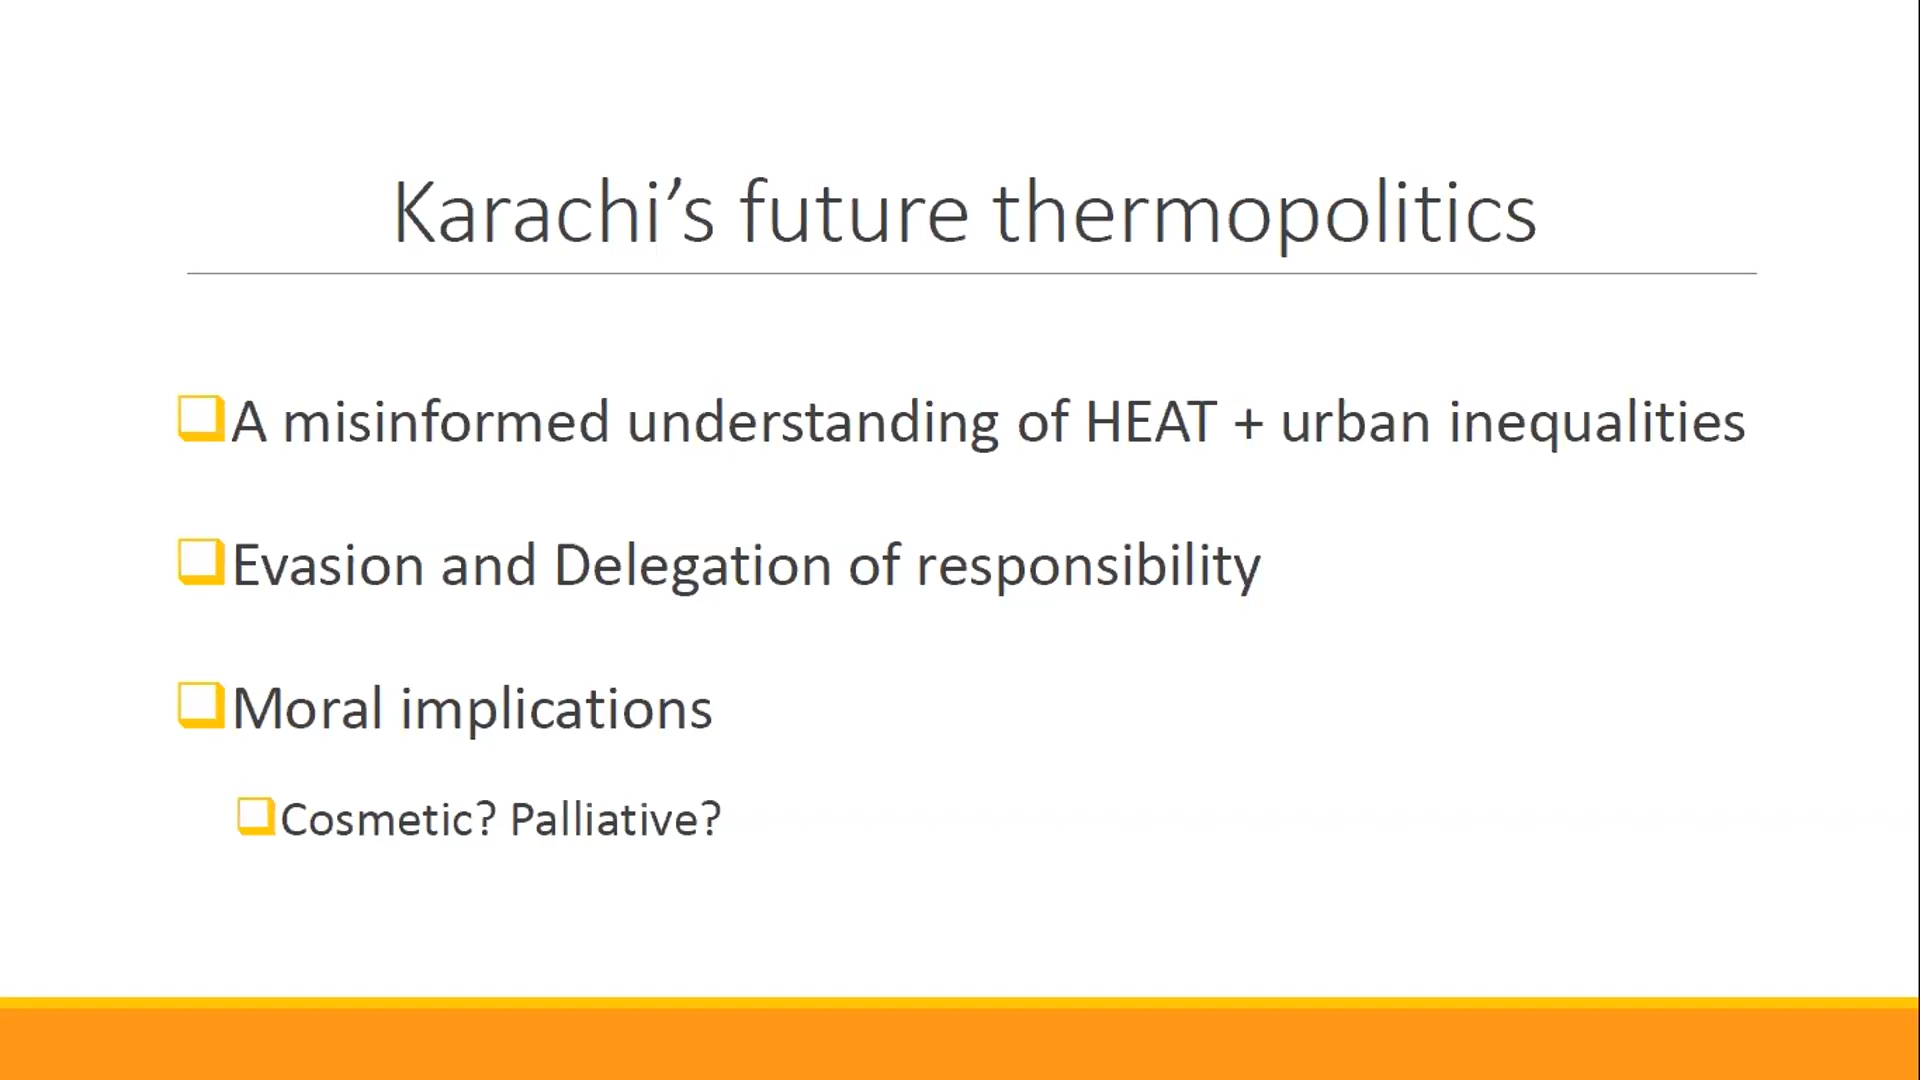 Karachi’s future thermopolitics
A misinformed understanding of HEAT + urban inequalities
Evasion and Delegation of responsibility
Moral implications
Cosmetic? Palliative?